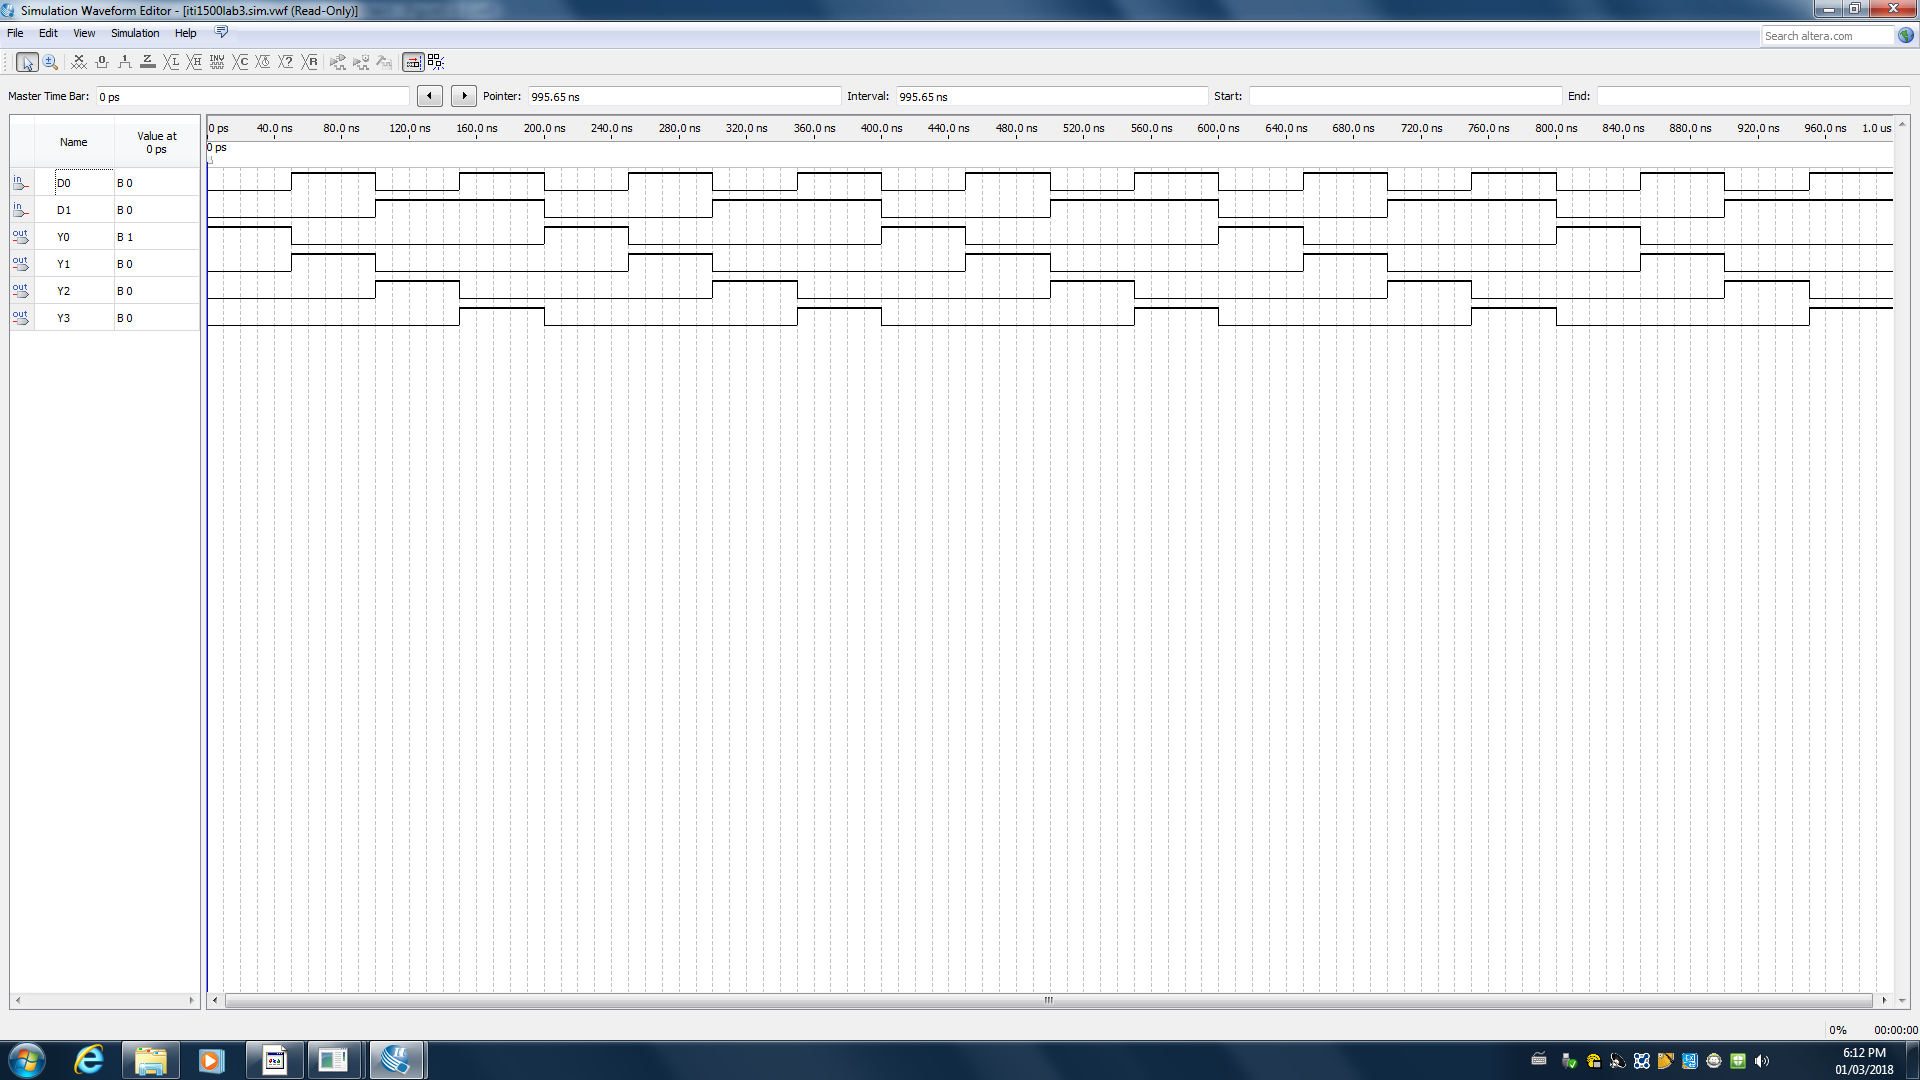 Simulation Waveform Editor - [iti1500lab3.sim.vwf (Read-Only)]
File Edit View Simulation Help
Search altera.com
Master Time Bar: 0 ps Pointer: 995.65 ns Interval: 995.65 ns Start: End:
Name Value at 0 ps
0 ps 40.0 ns 80.0 ns 120.0 ns 160.0 ns 200.0 ns 240.0 ns 280.0 ns 320.0 ns 360.0 ns 400.0 ns 440.0 ns 480.0 ns 520.0 ns 560.0 ns 600.0 ns 640.0 ns 680.0 ns 720.0 ns 760.0 ns 800.0 ns 840.0 ns 880.0 ns 920.0 ns 960.0 ns 1.0 us
0 ps
in D0 B 0
in D1 B 0
out Y0 B 1
out Y1 B 0
out Y2 B 0
out Y3 B 0
0% 00:00:00
6:12 PM
01/03/2018